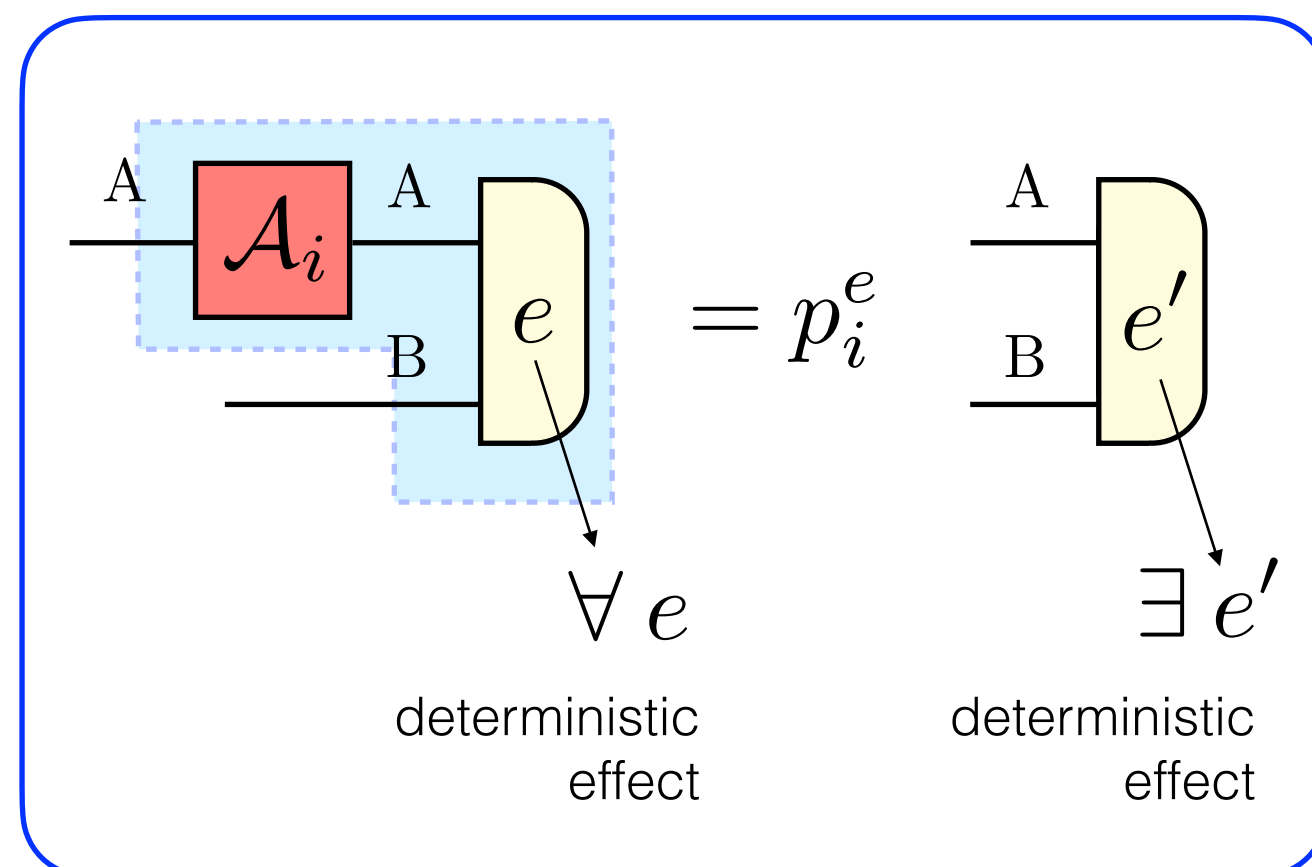 A 𝒜ᵢ A e = pᵢᵉ A e′
B B
∀ e ∃ e′
deterministic deterministic
effect effect